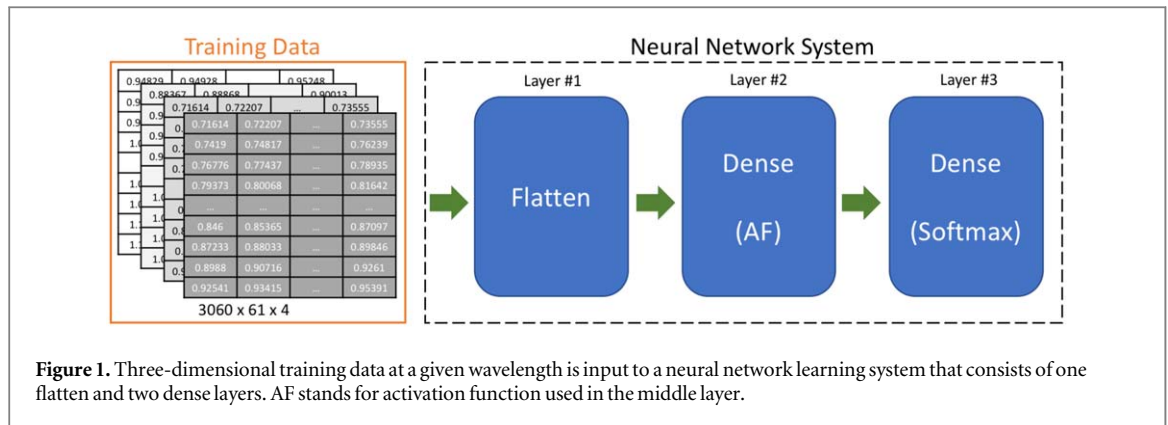 Training Data
Neural Network System
0.94829 0.94928 0.95248
0.88367 0.88868 0.90013
0.71614 0.72207 ... 0.73555
0.71614 0.72207 ... 0.73555
0.7419 0.74817 ... 0.76239
0.76776 0.77437 ... 0.78935
0.79373 0.80068 ... 0.81642
... ... ... ...
0.846 0.85365 ... 0.87097
0.87233 0.88033 ... 0.89846
0.8988 0.90716 ... 0.9261
0.92541 0.93415 ... 0.95391
3060 x 61 x 4
Layer #1
Flatten
Layer #2
Dense
(AF)
Layer #3
Dense
(Softmax)
Figure 1. Three-dimensional training data at a given wavelength is input to a neural network learning system that consists of one
flatten and two dense layers. AF stands for activation function used in the middle layer.